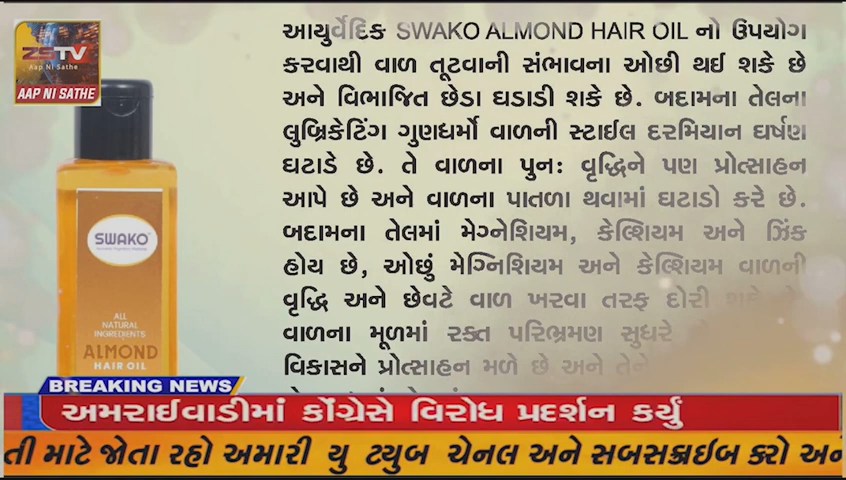 ZSTV
Aap Ni Sathe
AAP NI SATHE
આયુર્વેદિક SWAKO ALMOND HAIR OIL નો ઉપયોગ
કરવાથી વાળ તૂટવાની સંભાવના ઓછી થઈ શકે છે
અને વિભાજિત છેડા ઘડાડી શકે છે. બદામના તેલના
લુબ્રિકેટિંગ ગુણધર્મો વાળની સ્ટાઈલ દરમિયાન ઘર્ષણ
ઘટાડે છે. તે વાળના પુનઃ વૃદ્ધિને પણ પ્રોત્સાહન
આપે છે અને વાળના પાતળા થવામાં ઘટાડો કરે છે.
બદામના તેલમાં મેગ્નેશિયમ, કેલ્શિયમ અને ઝિંક
હોય છે, ઓછું મેગ્નિશિયમ અને કેલ્શિયમ વાળની
વૃદ્ધિ અને છેવટે વાળ ખરવા તરફ દોરી
વાળના મૂળમાં રક્ત પરિભ્રમણ સુધરે
વિકાસને પ્રોત્સાહન મળે છે અને તેને
SWAKO
ALL
NATURAL
INGREDIENTS
ALMOND
HAIR OIL
BREAKING NEWS
અમરાઈવાડીમાં કોંગ્રેસે વિરોધ પ્રદર્શન કર્યું
તી માટે જોતા રહો અમારી યુ ટ્યુબ ચેનલ અને સબસક્રાઇબ કરો અને